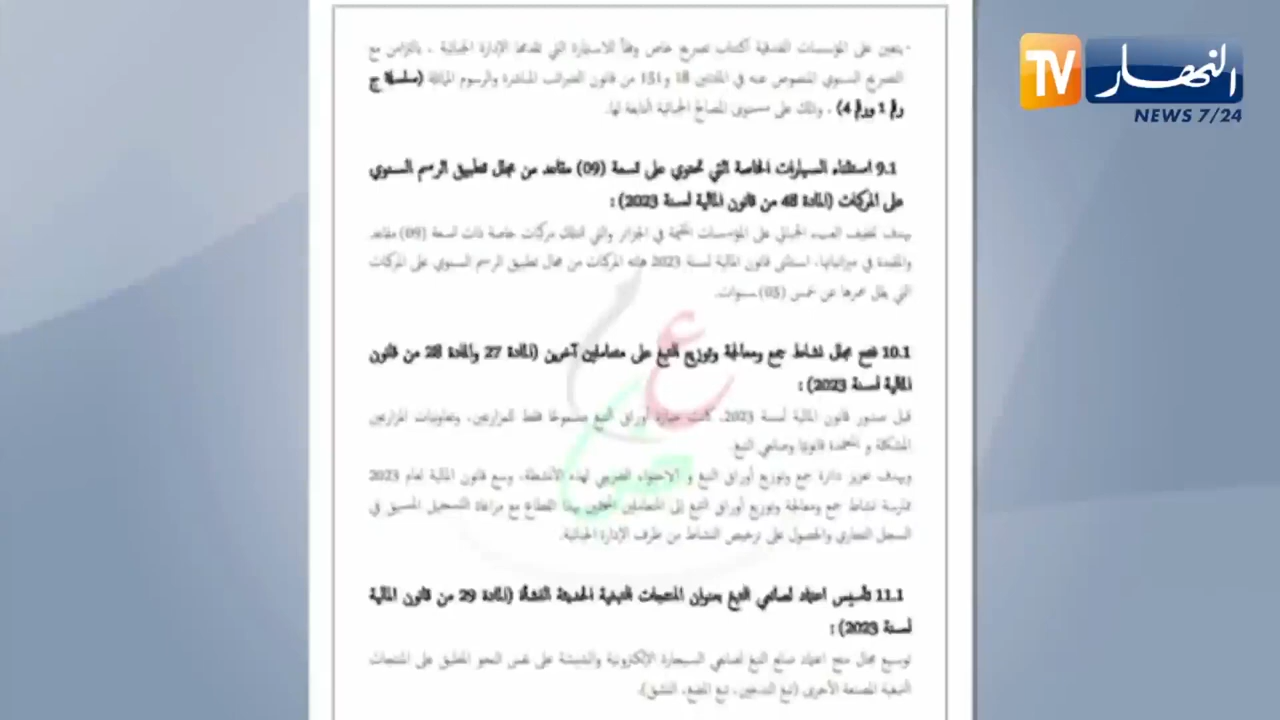 النهار TV
NEWS 7/24
- يتعين على المؤسسات الفندقية اكتتاب تصريح خاص وفقاً للاستمارة التي تقدمها الإدارة الجبائية ، بالتزامن مع
التصريح السنوي المنصوص عنه في المادتين 18 و151 من قانون الضرائب المباشرة والرسوم المماثلة (سلسلة ج
رقم 1 ورقم 4) ، وذلك على مستوى المصالح الجبائية التابعة لها.
9.1 استثناء السيارات الخاصة التي تحتوي على تسعة (09) مقاعد من مجال تطبيق الرسم السنوي
على المركبات (المادة 48 من قانون المالية لسنة 2023) :
بهدف تخفيف العبء الجبائي على المؤسسات المقيمة في الجزائر والتي تمتلك مركبات خاصة ذات تسعة (09) مقاعد
والمقيدة في ميزانياتها، استثنى قانون المالية لسنة 2023 هذه المركبات من مجال تطبيق الرسم السنوي على المركبات
التي يقل عمرها عن خمس (05) سنوات.
10.1 فتح مجال نشاط جمع ومعالجة وتوزيع التبغ على متعاملين آخرين (المادة 27 والمادة 28 من قانون
المالية لسنة 2023) :
قبل صدور قانون المالية لسنة 2023، كانت حيازة أوراق التبغ مسموحا فقط للمزارعين، وتعاونيات المزارعين
المشكلة و المعتمدة قانونيا وصانعي التبغ.
وبهدف تعزيز دائرة جمع وتوزيع أوراق التبغ و الاحتواء الضريبي لهذه الأنشطة، وسع قانون المالية لعام 2023
ممارسة نشاط جمع ومعالجة وتوزيع أوراق التبغ إلى المتعاملين المحليين بهذا القطاع مع مراعاة التسجيل المسبق في
السجل التجاري والحصول على ترخيص النشاط من طرف الإدارة الجبائية.
11.1 تأسيس اعتماد لصانعي التبغ بعنوان المنتجات التبغية الحديثة النشأة (المادة 29 من قانون المالية
لسنة 2023) :
توسيع مجال منح اعتماد صانع التبغ لصانعي السيجارة الإلكترونية والشيشة على نفس النحو المطبق على المنتجات
التبغية المصنعة الأخرى (تبغ التدخين، تبغ المضغ، النشق).